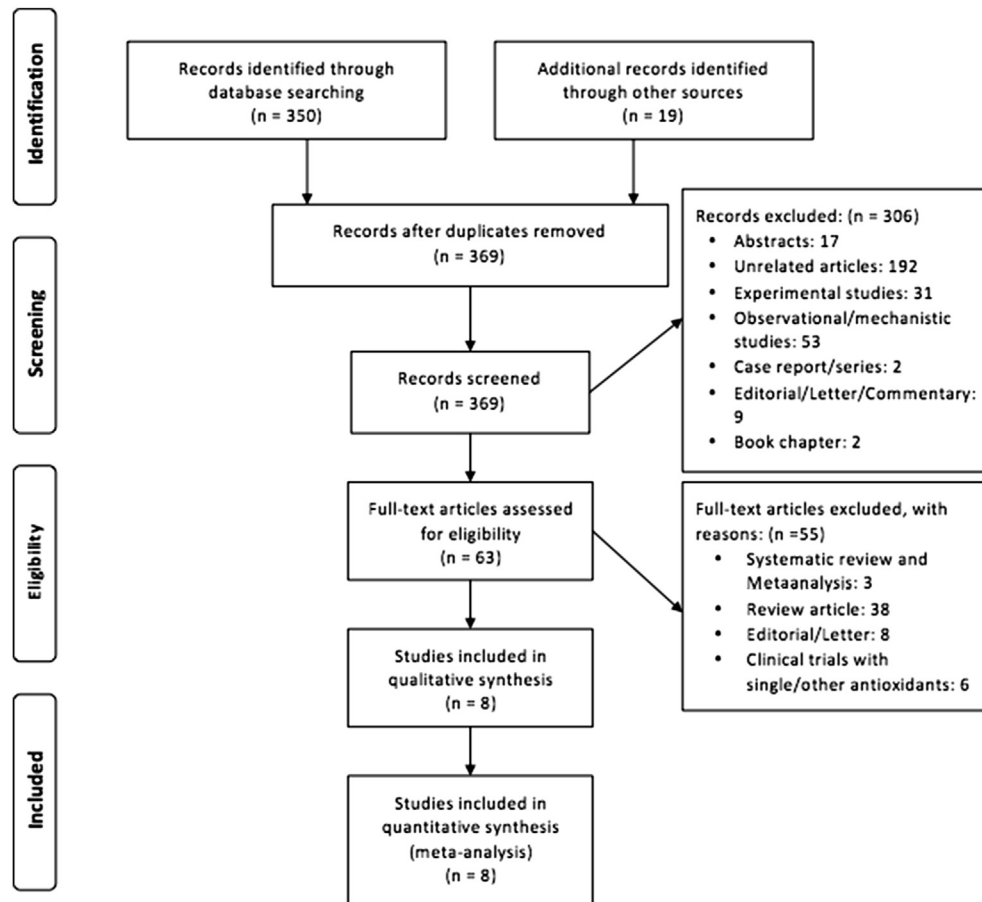 Identification
Records identified through
database searching
(n = 350)
Additional records identified
through other sources
(n = 19)
Screening
Records after duplicates removed
(n = 369)
Records screened
(n = 369)
Records excluded: (n = 306)
• Abstracts: 17
• Unrelated articles: 192
• Experimental studies: 31
• Observational/mechanistic
studies: 53
• Case report/series: 2
• Editorial/Letter/Commentary:
9
• Book chapter: 2
Eligibility
Full-text articles assessed
for eligibility
(n = 63)
Full-text articles excluded, with
reasons: (n =55)
• Systematic review and
Metaanalysis: 3
• Review article: 38
• Editorial/Letter: 8
• Clinical trials with
single/other antioxidants: 6
Studies included in
qualitative synthesis
(n = 8)
Included
Studies included in
quantitative synthesis
(meta-analysis)
(n = 8)